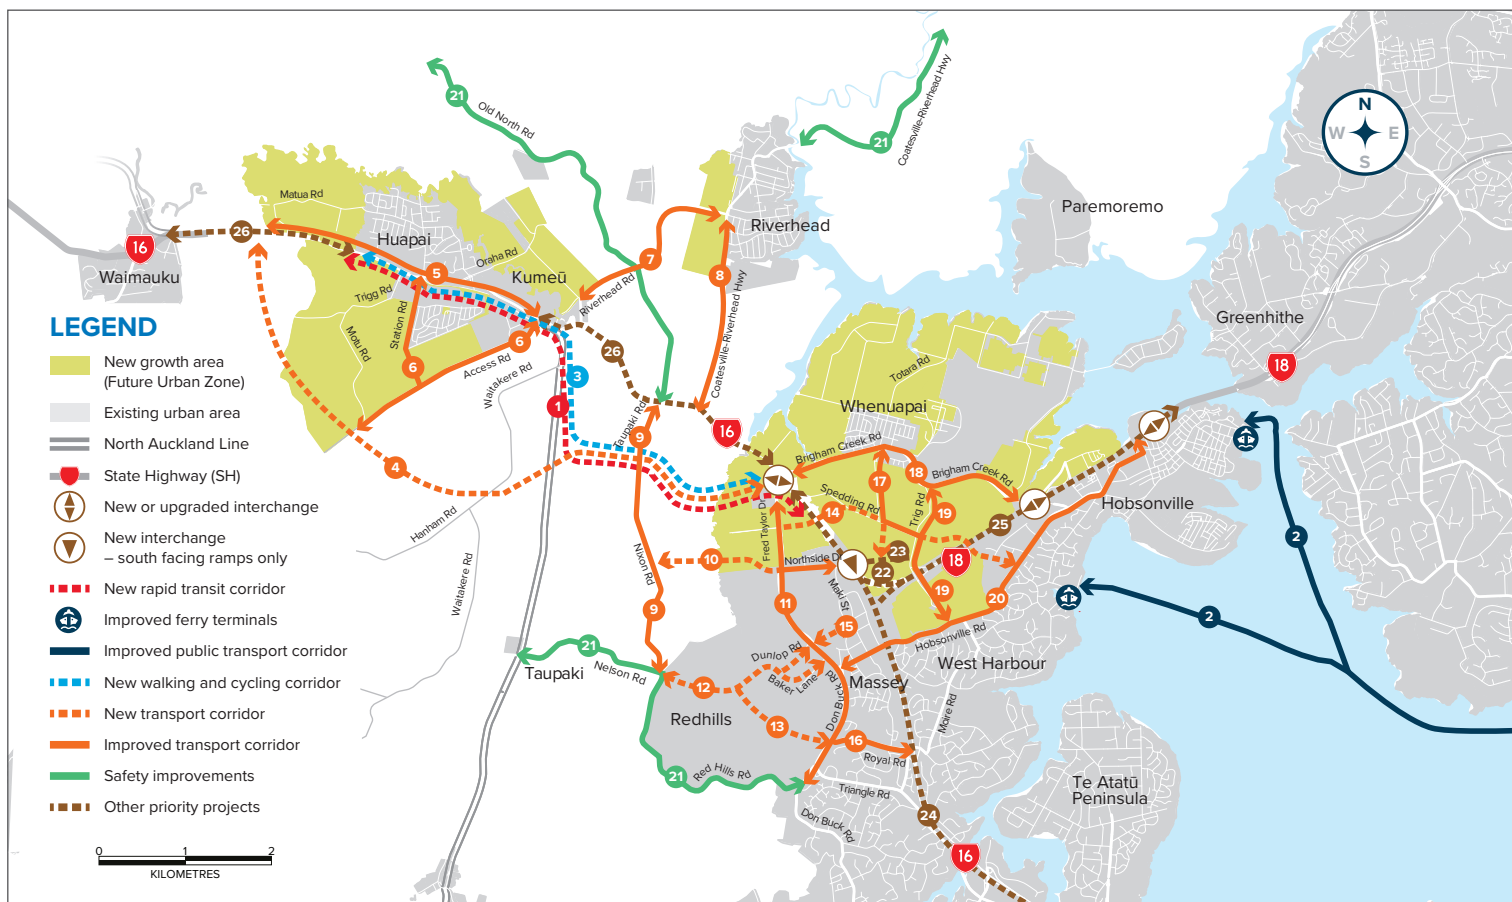 21
Old North Rd
21
Coatesville-Riverhead Hwy
N
W
E
S
Matua Rd
26
16
Waimauku
Huapai
Oraha Rd
Kumeū
5
Trigg Rd
Station Rd
Motu Rd
6
6
Access Rd
Waitakere Rd
Riverhead Rd
7
8
Riverhead
Coatesville-Riverhead Hwy
Paremoremo
Greenhithe
18
26
3
1
Taupaki Rd
9
16
4
Hanham Rd
Waitakere Rd
Totara Rd
Whenuapai
Brigham Creek Rd
18
Brigham Creek Rd
17
Spedding Rd
14
Trig Rd
19
25
Hobsonville
Fred Taylor Dr
Northside D
23
22
18
10
Nixon Rd
9
11
Maki St
19
20
2
2
15
Hobsonville Rd
West Harbour
21
Taupaki
Nelson Rd
Dunlop Rd
Baker Lane
12
13
Massey
Don Buck Rd
Redhills
16
Royal Rd
Moire Rd
21
Red Hills Rd
Triangle Rd
Don Buck Rd
24
16
Te Atatū
Peninsula
LEGEND
New growth area
(Future Urban Zone)
Existing urban area
North Auckland Line
State Highway (SH)
New or upgraded interchange
New interchange
– south facing ramps only
New rapid transit corridor
Improved ferry terminals
Improved public transport corridor
New walking and cycling corridor
New transport corridor
Improved transport corridor
Safety improvements
Other priority projects
0 1 2
KILOMETRES